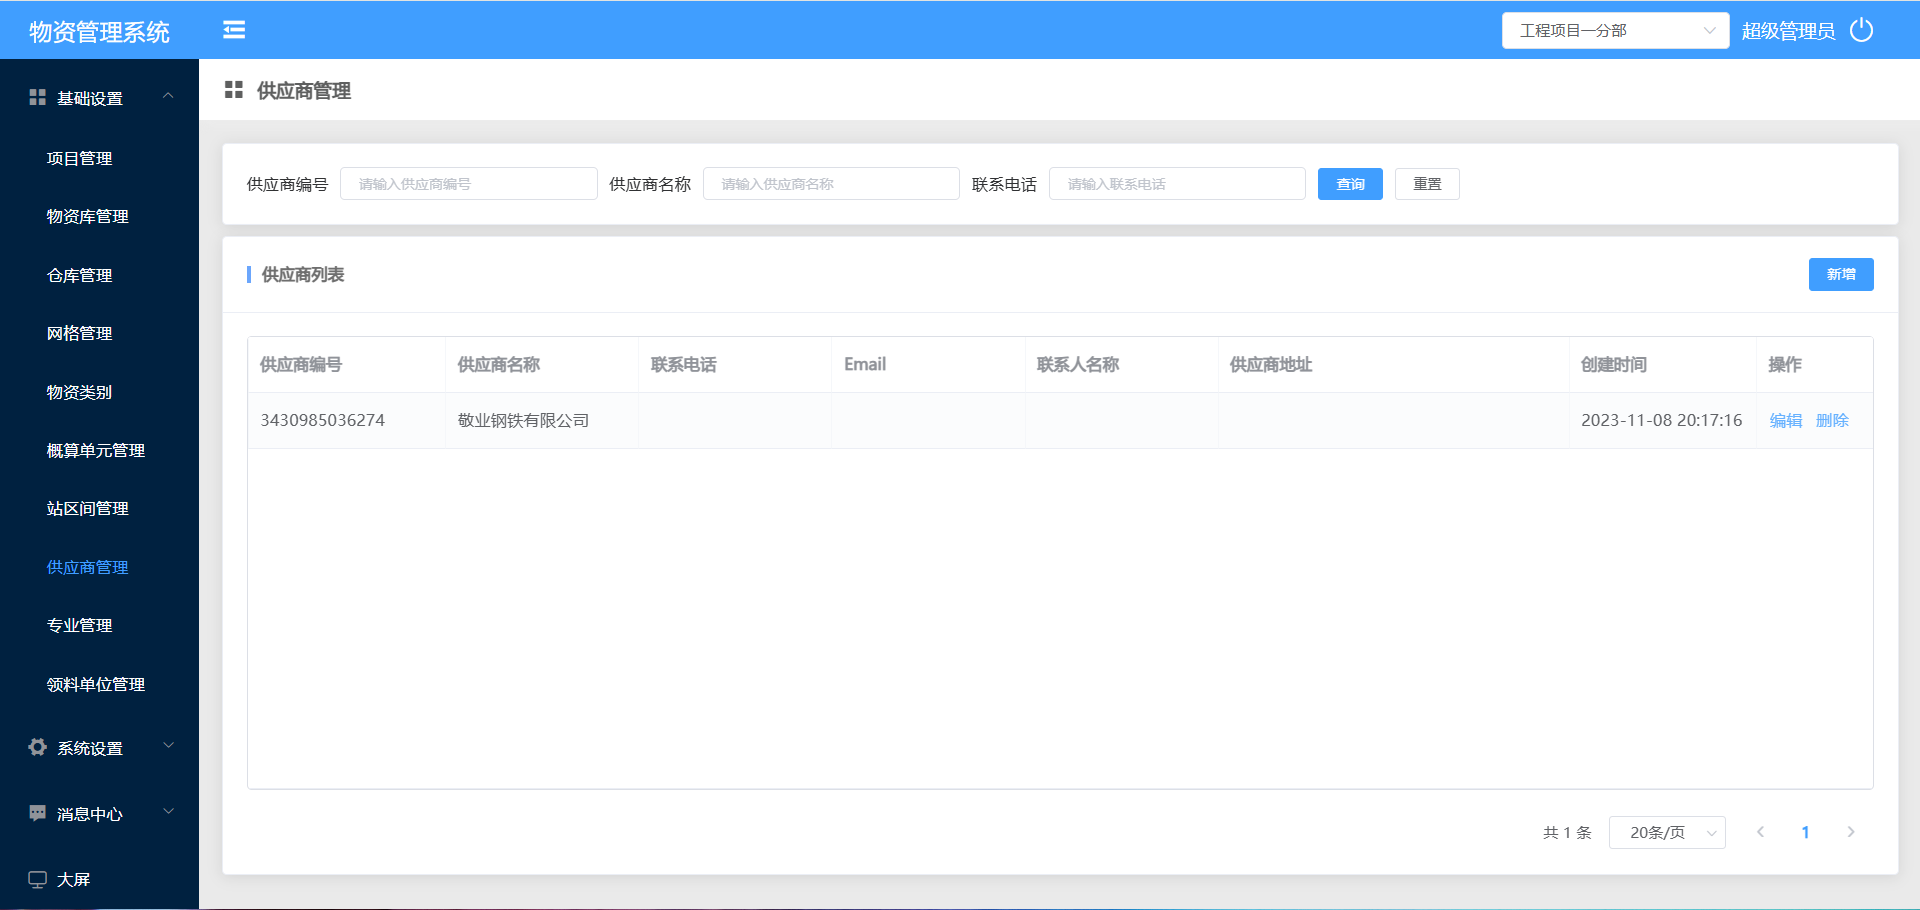 物资管理系统
工程项目一分部
超级管理员
基础设置
项目管理
物资库管理
仓库管理
网格管理
物资类别
概算单元管理
站区间管理
供应商管理
专业管理
领料单位管理
系统设置
消息中心
大屏
供应商管理
供应商编号 请输入供应商编号 供应商名称 请输入供应商名称 联系电话 请输入联系电话 查询 重置
供应商列表 新增
供应商编号 供应商名称 联系电话 Email 联系人名称 供应商地址 创建时间 操作
3430985036274 敬业钢铁有限公司 2023-11-08 20:17:16 编辑 删除
共 1 条 20条/页 1